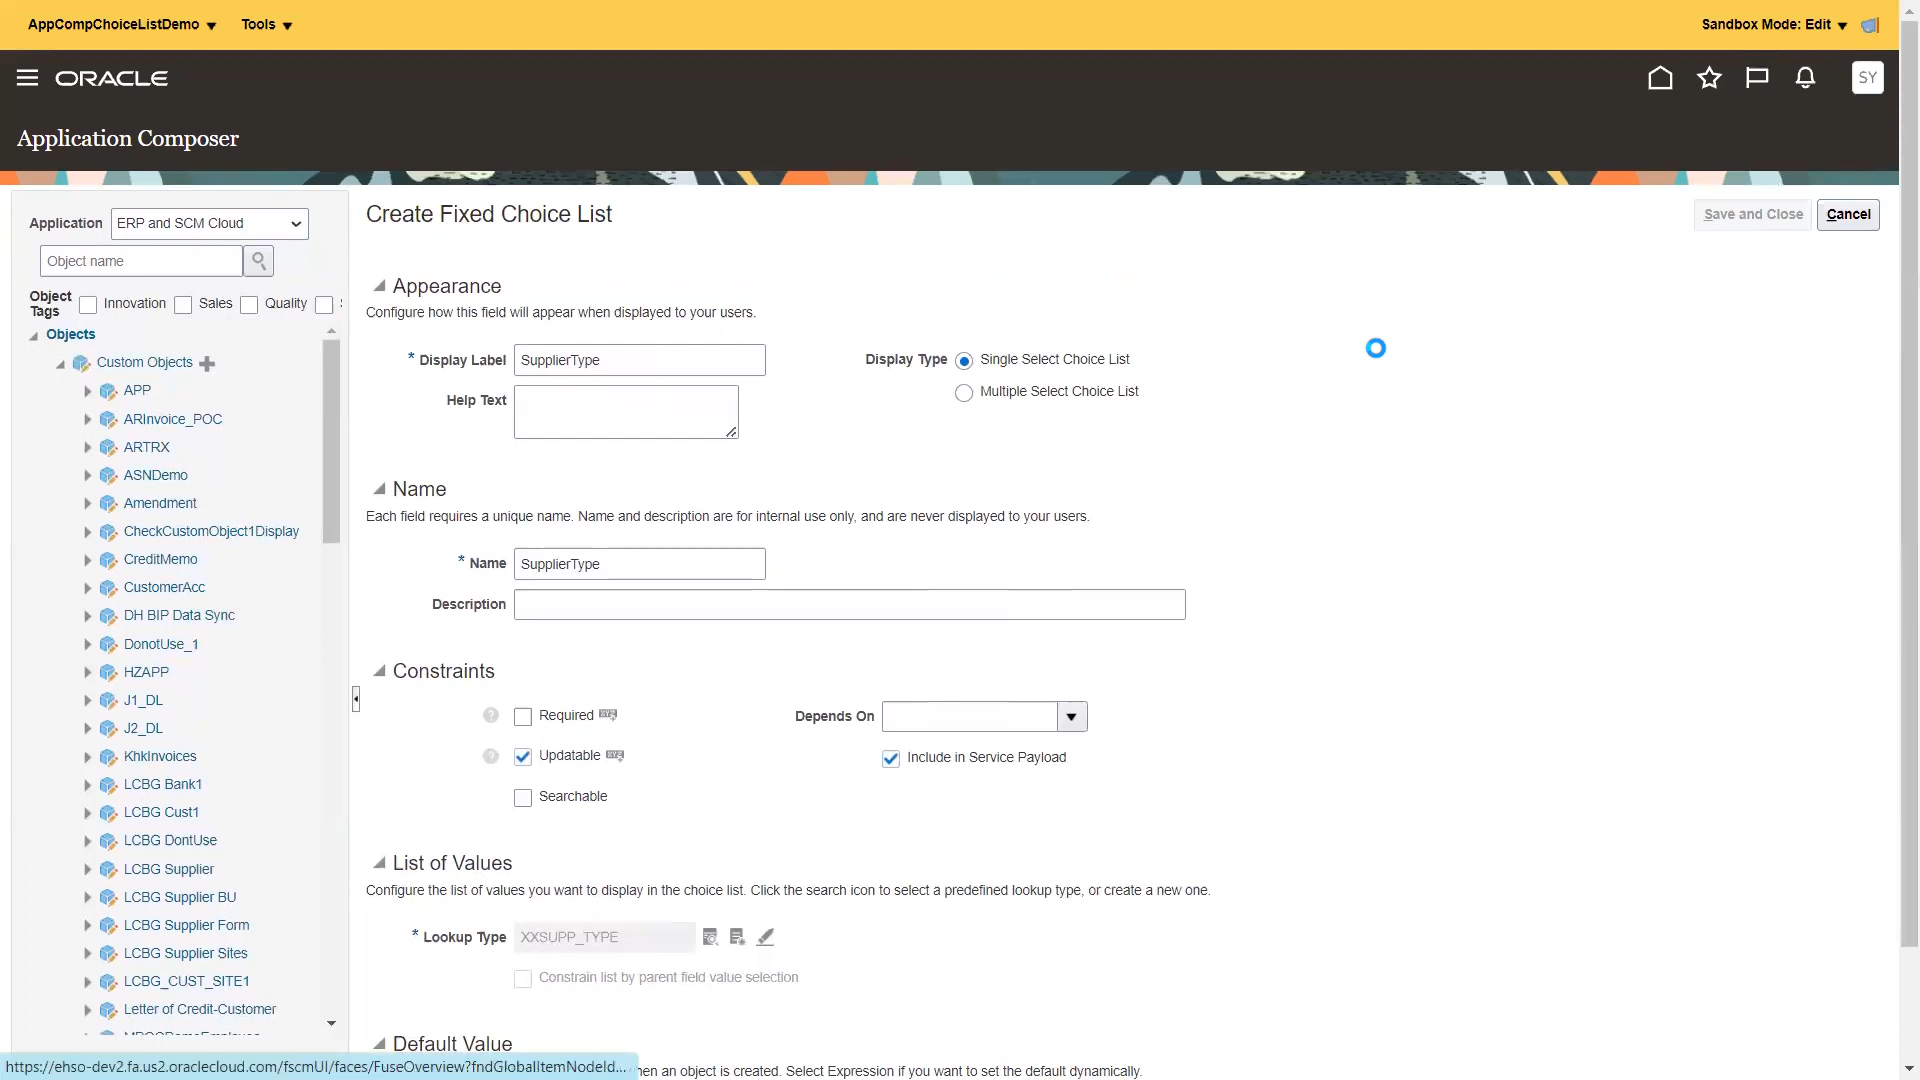 AppCompChoiceListDemo
Tools
Sandbox Mode: Edit
ORACLE
SY
Application Composer
Application
ERP and SCM Cloud
Object name
Object Tags
Innovation
Sales
Quality
Objects
Custom Objects
APP
ARInvoice_POC
ARTRX
ASNDemo
Amendment
CheckCustomObject1Display
CreditMemo
CustomerAcc
DH BIP Data Sync
DonotUse_1
HZAPP
J1_DL
J2_DL
KhkInvoices
LCBG Bank1
LCBG Cust1
LCBG DontUse
LCBG Supplier
LCBG Supplier BU
LCBG Supplier Form
LCBG Supplier Sites
LCBG_CUST_SITE1
Letter of Credit-Customer
Create Fixed Choice List
Save and Close
Cancel
Appearance
Configure how this field will appear when displayed to your users.
* Display Label
SupplierType
Display Type
Single Select Choice List
Multiple Select Choice List
Help Text
Name
Each field requires a unique name. Name and description are for internal use only, and are never displayed to your users.
* Name
SupplierType
Description
Constraints
Required
Depends On
Updatable
Include in Service Payload
Searchable
List of Values
Configure the list of values you want to display in the choice list. Click the search icon to select a predefined lookup type, or create a new one.
* Lookup Type
XXSUPP_TYPE
Constrain list by parent field value selection
Default Value
https://ehso-dev2.fa.us2.oraclecloud.com/fscmUI/faces/FuseOverview?fndGlobalItemNodeId...
en an object is created. Select Expression if you want to set the default dynamically.